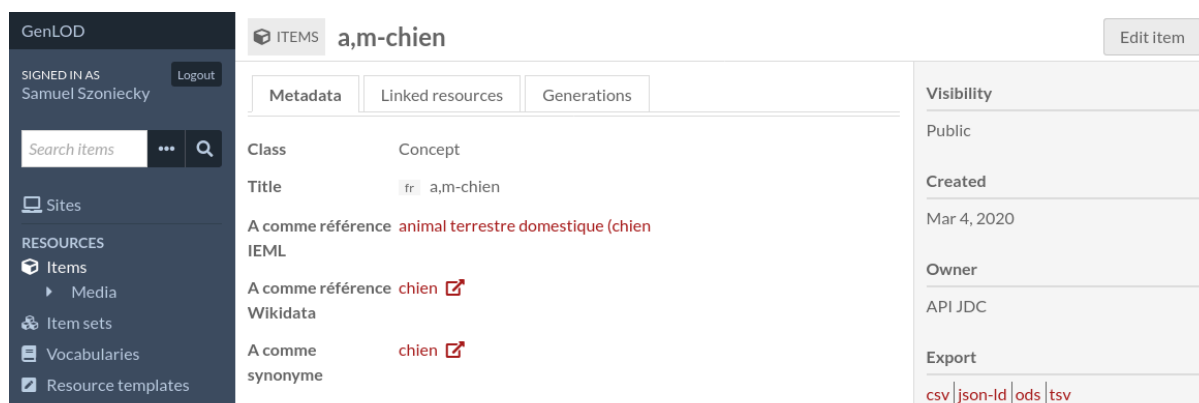 GenLOD
SIGNED IN AS
Samuel Szoniecky
Logout
Search items
Sites
RESOURCES
Items
Media
Item sets
Vocabularies
Resource templates
ITEMS a,m-chien
Edit item
Metadata
Linked resources
Generations
Class Concept
Title fr a,m-chien
A comme référence animal terrestre domestique (chien
IEML
A comme référence chien
Wikidata
A comme chien
synonyme
Visibility
Public
Created
Mar 4, 2020
Owner
API JDC
Export
csv json-ld ods tsv